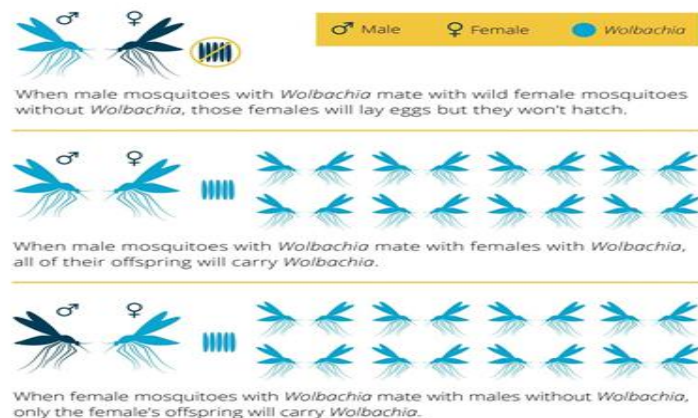 ♂ ♀
♂ Male ♀ Female Wolbachia
When male mosquitoes with Wolbachia mate with wild female mosquitoes
without Wolbachia, those females will lay eggs but they won't hatch.
♂ ♀
When male mosquitoes with Wolbachia mate with females with Wolbachia,
all of their offspring will carry Wolbachia.
♂ ♀
When female mosquitoes with Wolbachia mate with males without Wolbachia,
only the female's offspring will carry Wolbachia.